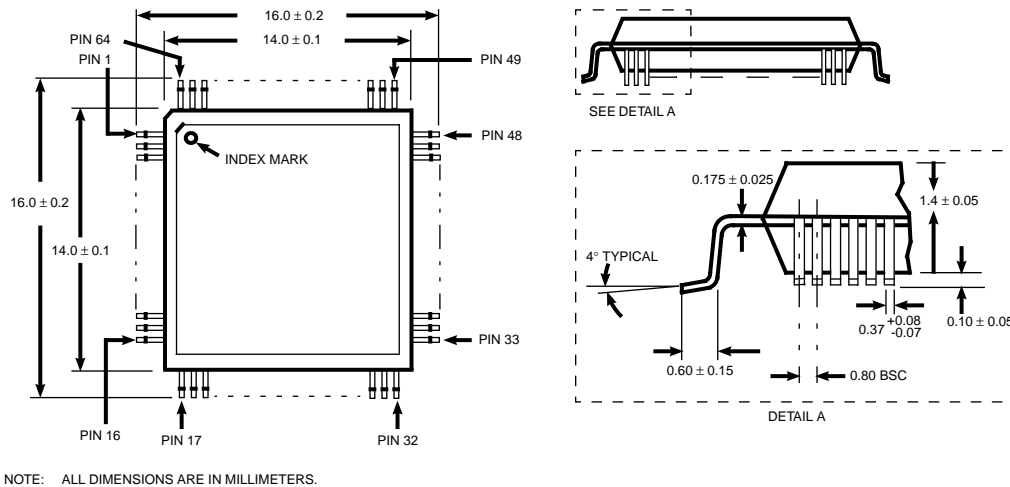 16.0 ± 0.2
14.0 ± 0.1
PIN 64
PIN 1
PIN 49
PIN 48
INDEX MARK
16.0 ± 0.2
14.0 ± 0.1
PIN 33
PIN 16
PIN 17
PIN 32
SEE DETAIL A
0.175 ± 0.025
1.4 ± 0.05
4° TYPICAL
0.37 +0.08 -0.07
0.10 ± 0.05
0.60 ± 0.15
0.80 BSC
DETAIL A
NOTE: ALL DIMENSIONS ARE IN MILLIMETERS.